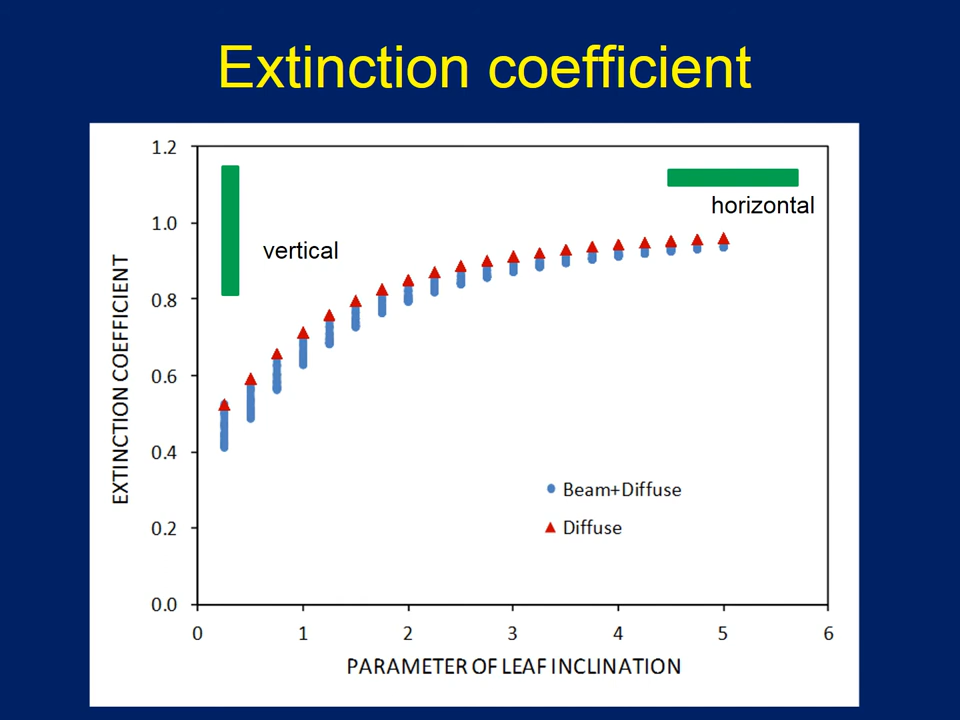 Extinction coefficient
1.2
1.0
0.8
0.6
0.4
0.2
0.0
EXTINCTION COEFFICIENT
vertical
horizontal
Beam+Diffuse
Diffuse
0 1 2 3 4 5 6
PARAMETER OF LEAF INCLINATION